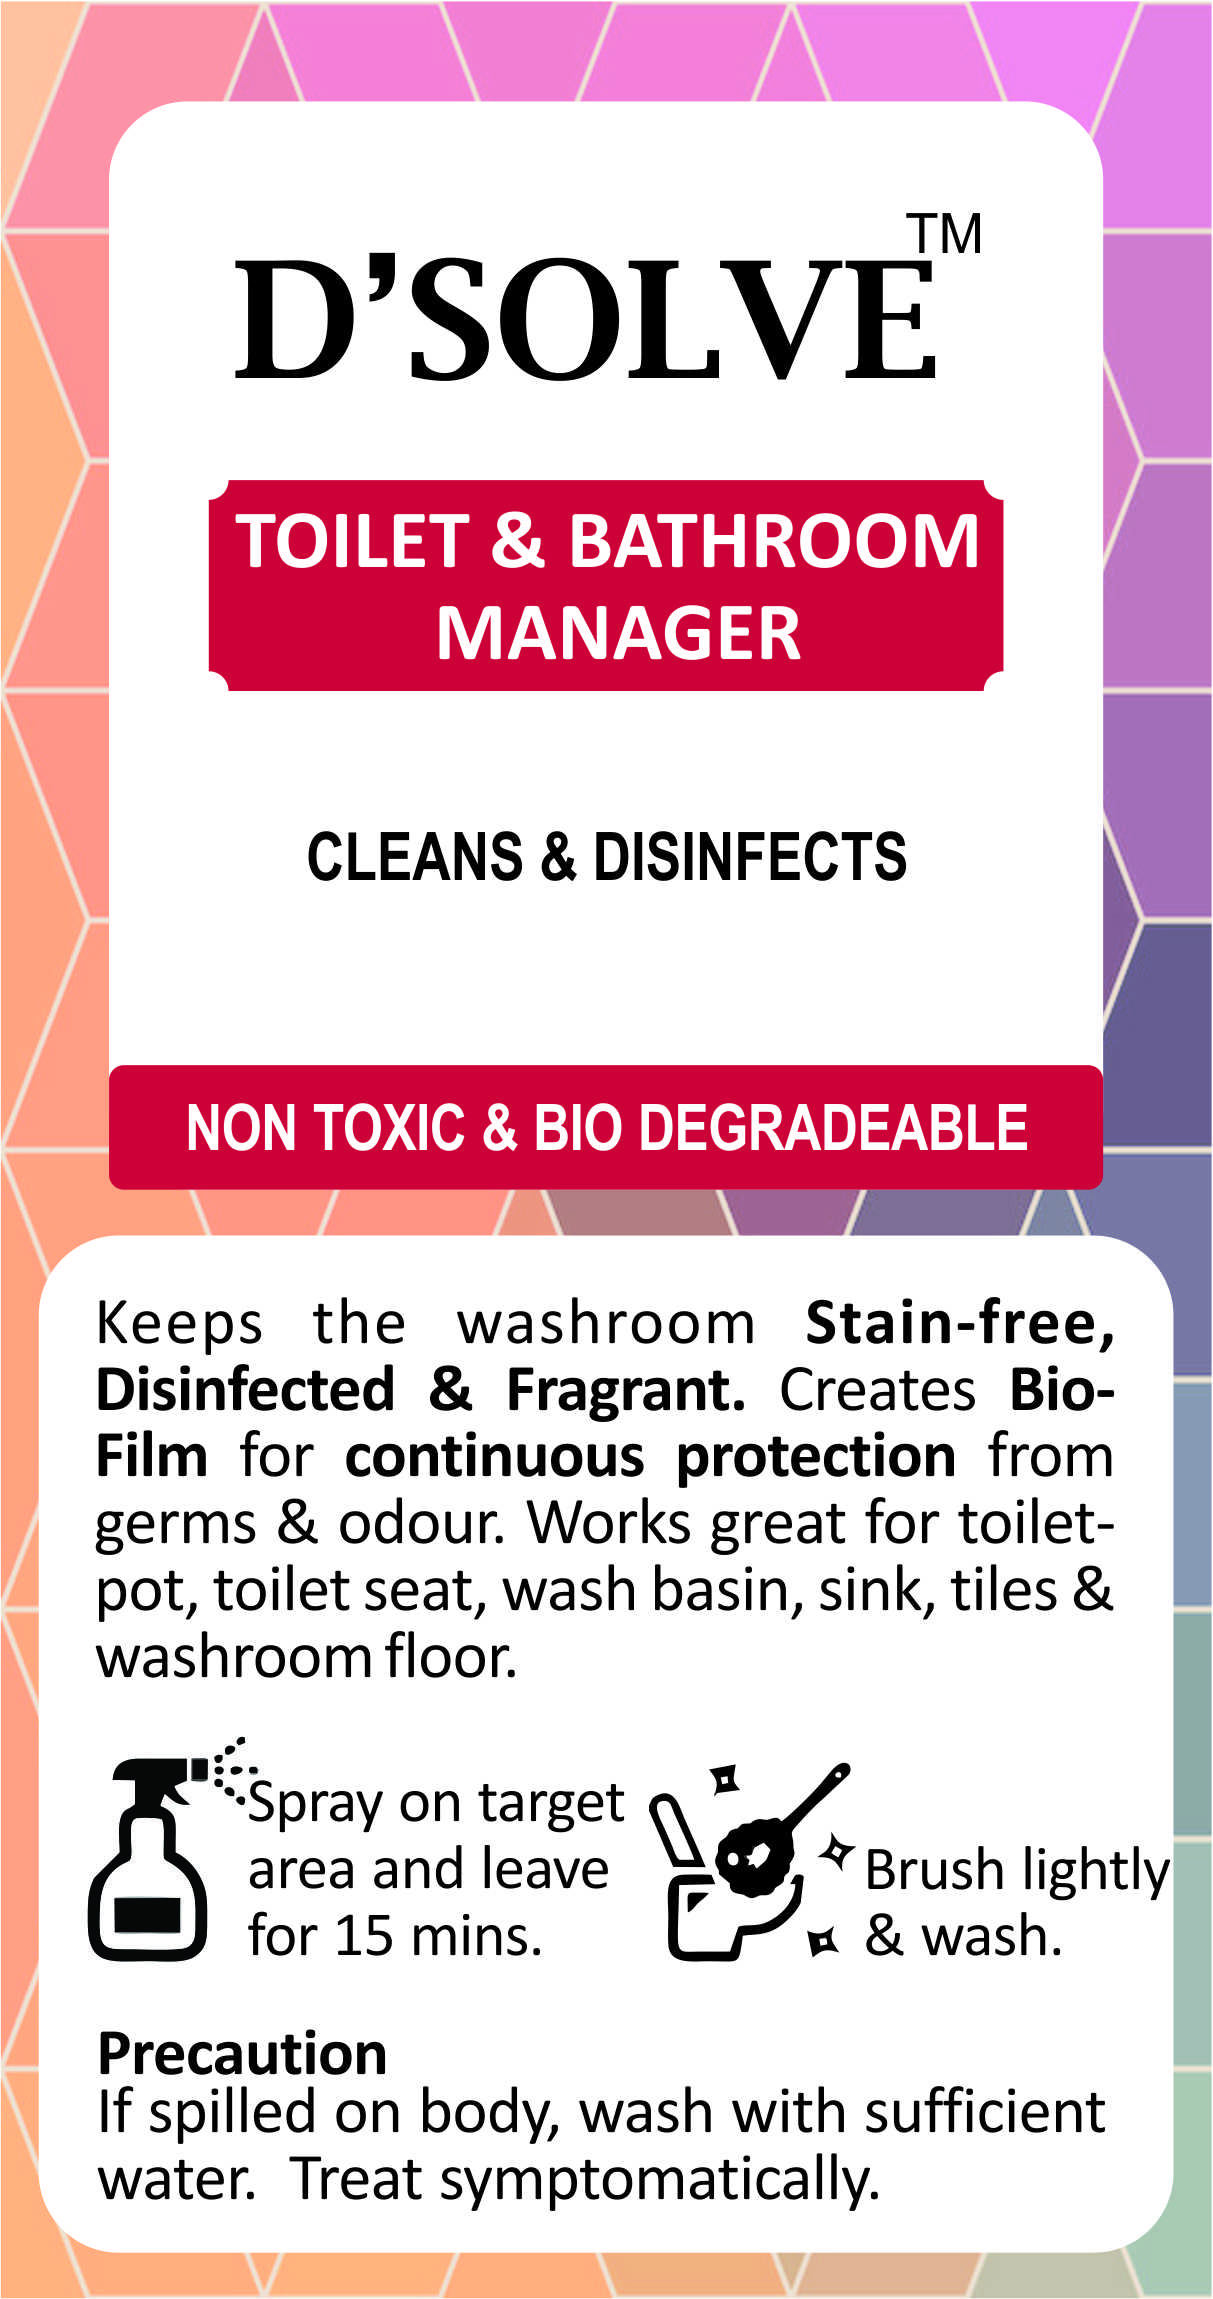 D’SOLVE™
TOILET & BATHROOM
MANAGER
CLEANS & DISINFECTS
NON TOXIC & BIO DEGRADEABLE
Keeps the washroom Stain-free,
Disinfected & Fragrant. Creates Bio-
Film for continuous protection from
germs & odour. Works great for toilet-
pot, toilet seat, wash basin, sink, tiles &
washroom floor.
Spray on target
area and leave
for 15 mins.
Brush lightly
& wash.
Precaution
If spilled on body, wash with sufficient
water. Treat symptomatically.